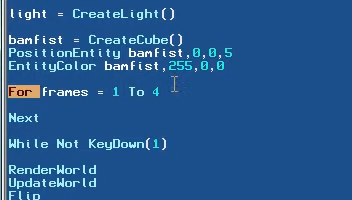 light = CreateLight()
bamfist = CreateCube()
PositionEntity bamfist,0,0,5
EntityColor bamfist,255,0,0
For frames = 1 To 4
Next
While Not KeyDown(1)
RenderWorld
UpdateWorld
Flip